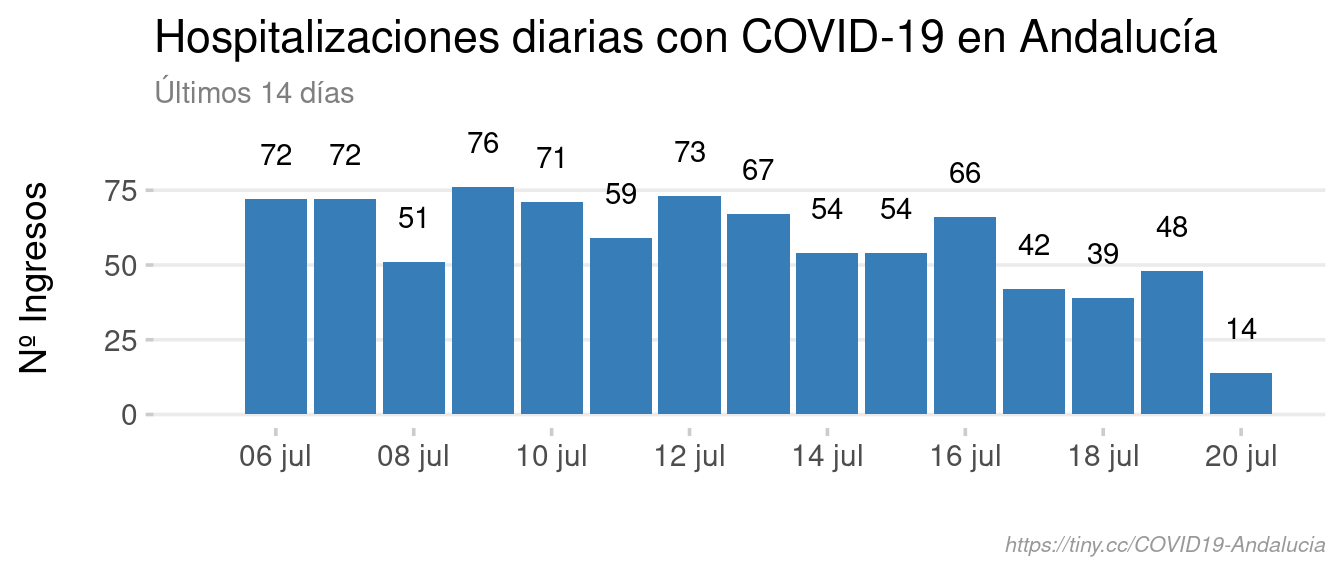 Hospitalizaciones diarias con COVID-19 en Andalucía
Últimos 14 días
Nº Ingresos
75
50
25
0
72
72
51
76
71
59
73
67
54
54
66
42
39
48
14
06 jul
08 jul
10 jul
12 jul
14 jul
16 jul
18 jul
20 jul
https://tiny.cc/COVID19-Andalucia